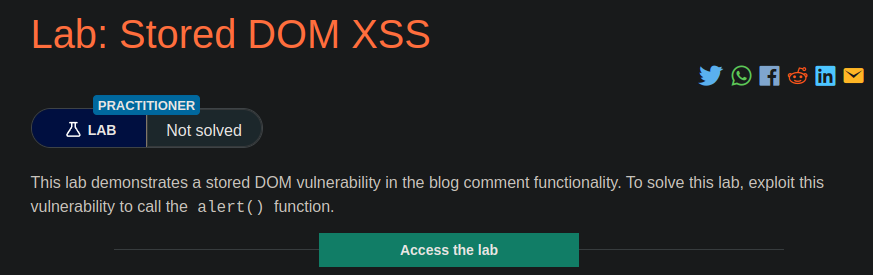 Lab: Stored DOM XSS
PRACTITIONER
LAB
Not solved
This lab demonstrates a stored DOM vulnerability in the blog comment functionality. To solve this lab, exploit this
vulnerability to call the alert() function.
Access the lab